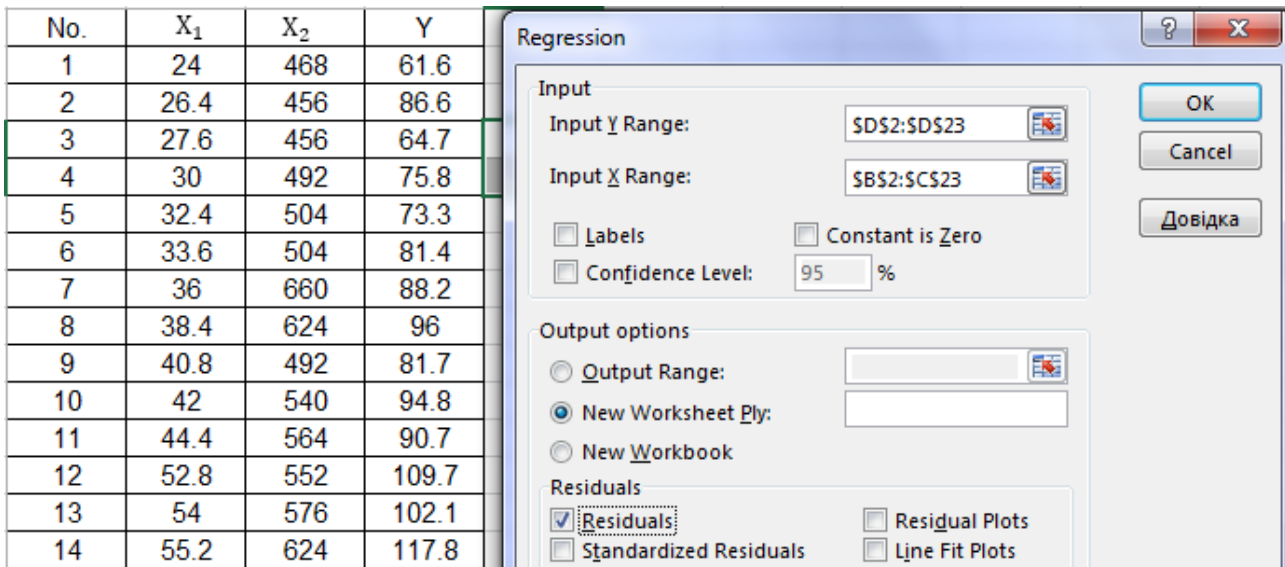 No. X₁ X₂ Y
1 24 468 61.6
2 26.4 456 86.6
3 27.6 456 64.7
4 30 492 75.8
5 32.4 504 73.3
6 33.6 504 81.4
7 36 660 88.2
8 38.4 624 96
9 40.8 492 81.7
10 42 540 94.8
11 44.4 564 90.7
12 52.8 552 109.7
13 54 576 102.1
14 55.2 624 117.8
Regression
? X
Input
Input Y Range: $D$2:$D$23
Input X Range: $B$2:$C$23
Labels Constant is Zero
Confidence Level: 95 %
OK
Cancel
Довідка
Output options
Output Range:
New Worksheet Ply:
New Workbook
Residuals
Residuals Residual Plots
Standardized Residuals Line Fit Plots